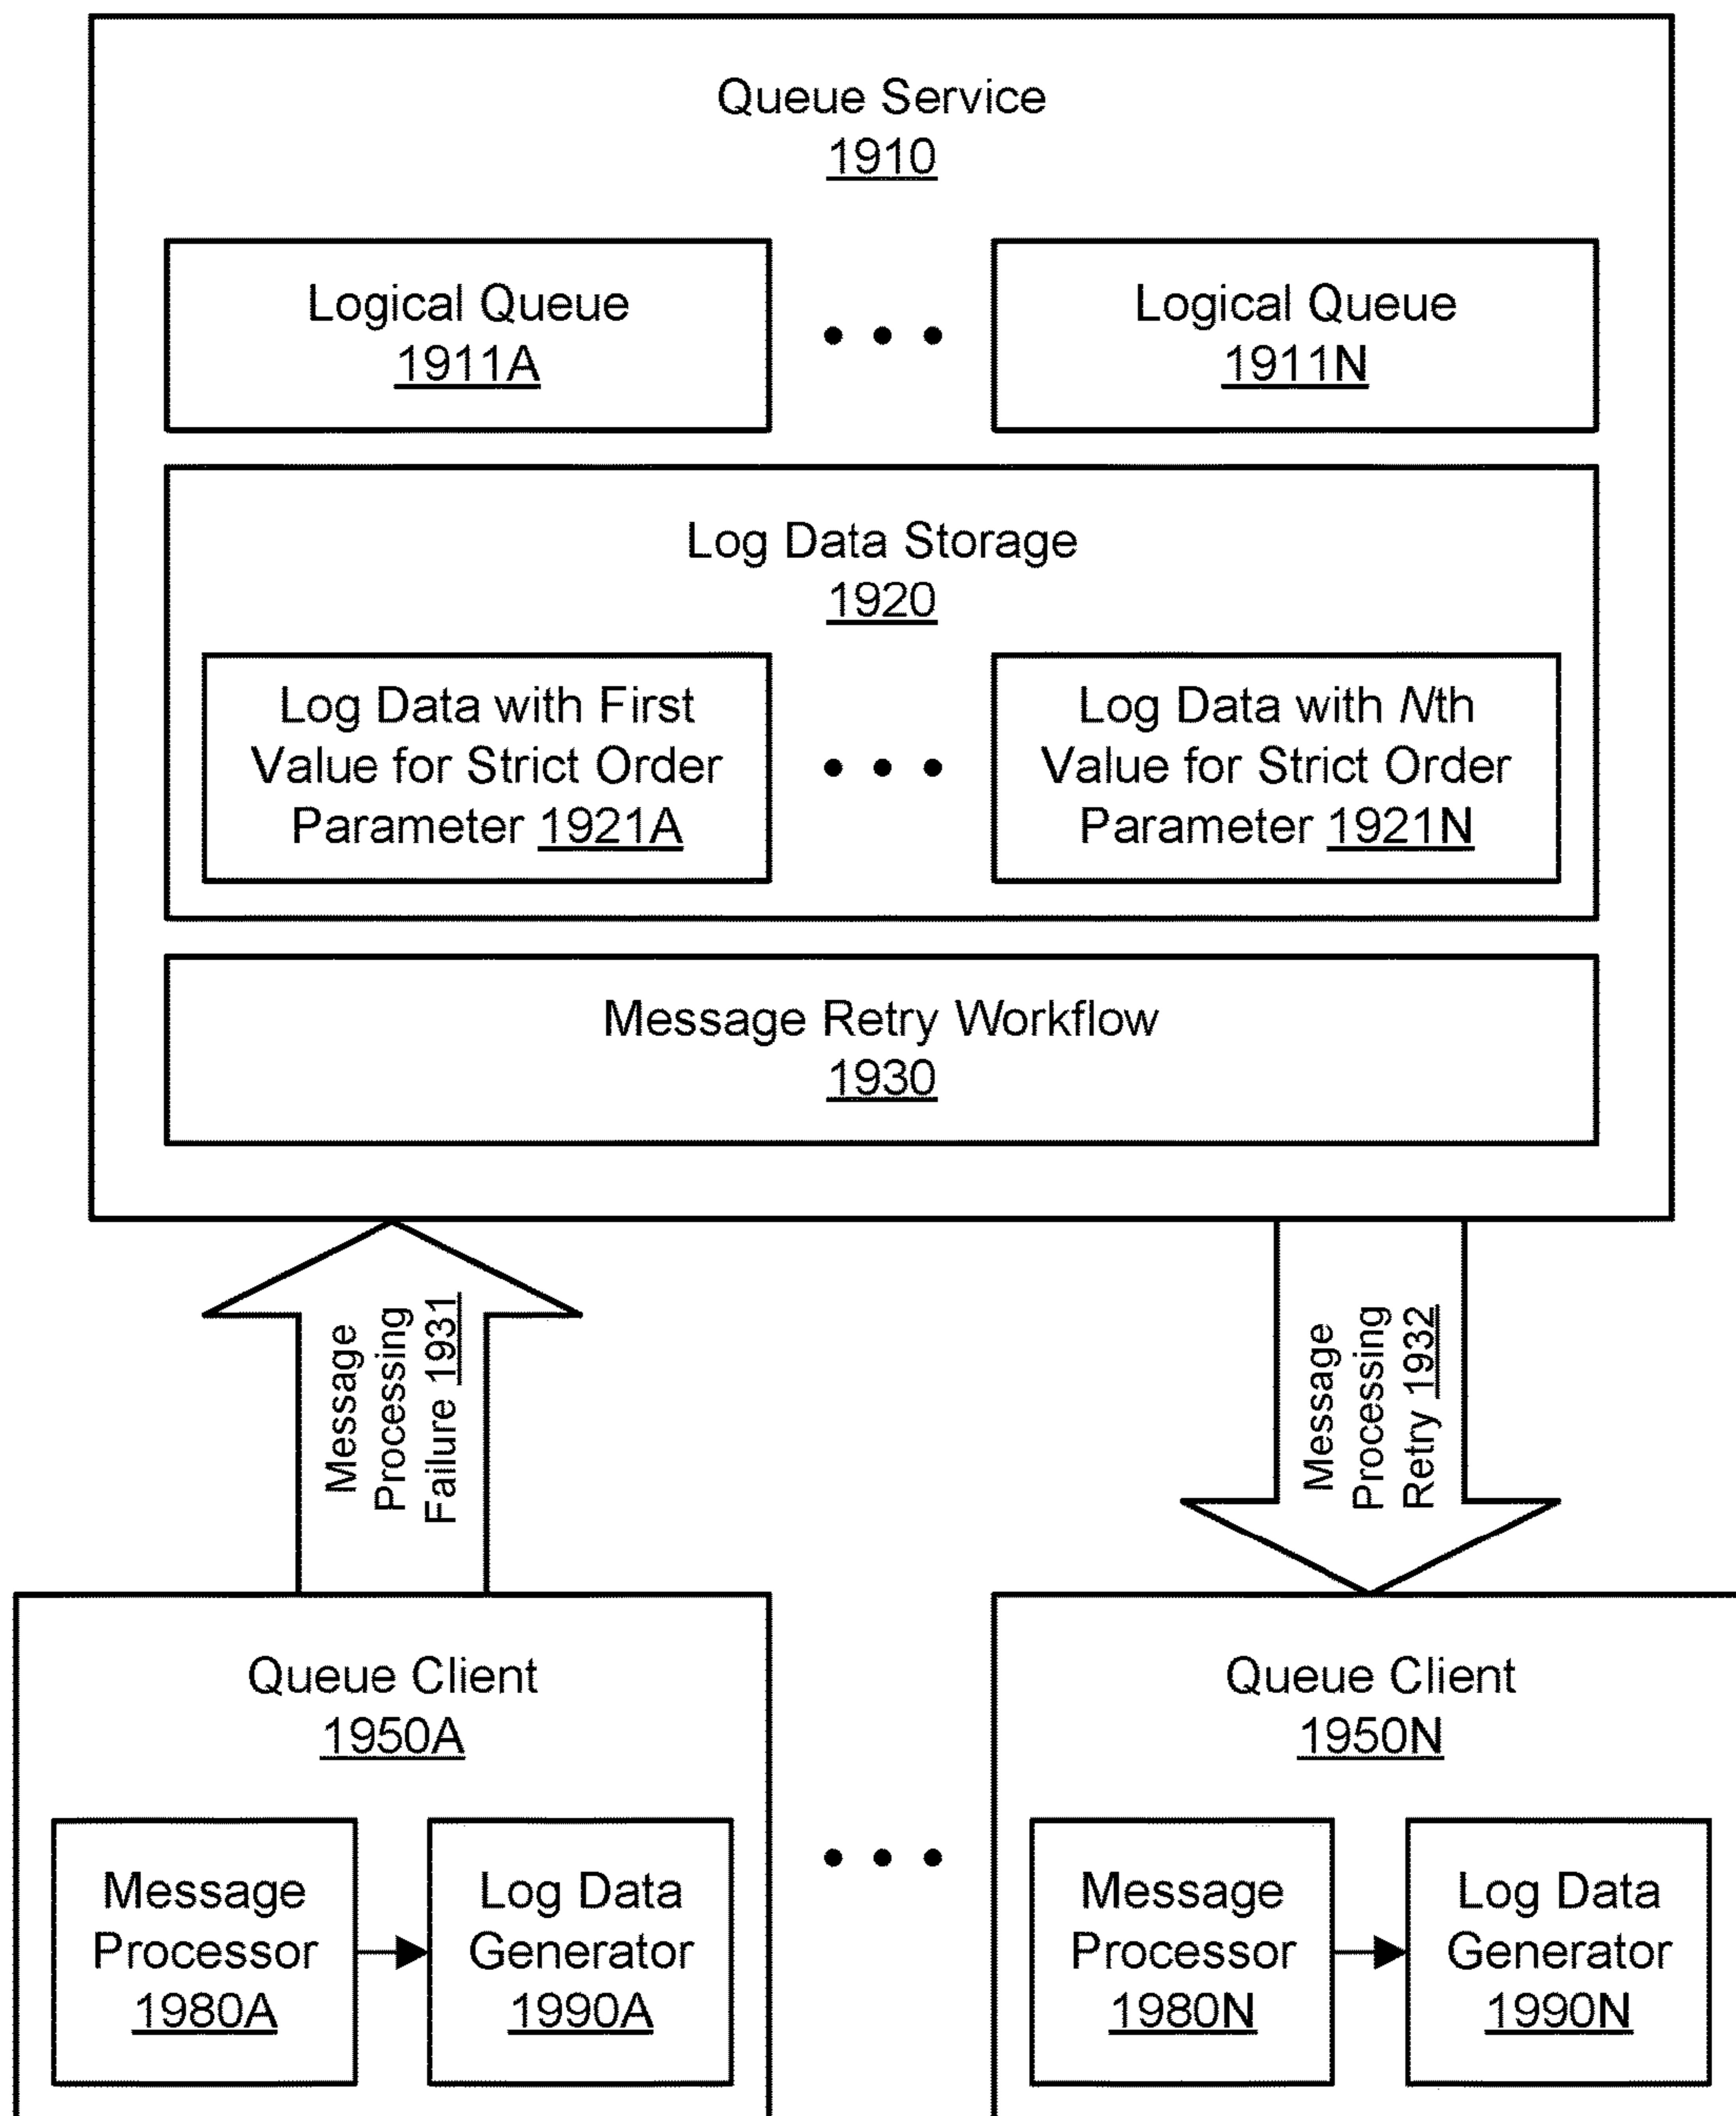 Queue Service
1910
Logical Queue
1911A
Logical Queue
1911N
Log Data Storage
1920
Log Data with First
Value for Strict Order
Parameter 1921A
Log Data with Nth
Value for Strict Order
Parameter 1921N
Message Retry Workflow
1930
Message
Processing
Failure 1931
Message
Processing
Retry 1932
Queue Client
1950A
Message
Processor
1980A
Log Data
Generator
1990A
Queue Client
1950N
Message
Processor
1980N
Log Data
Generator
1990N